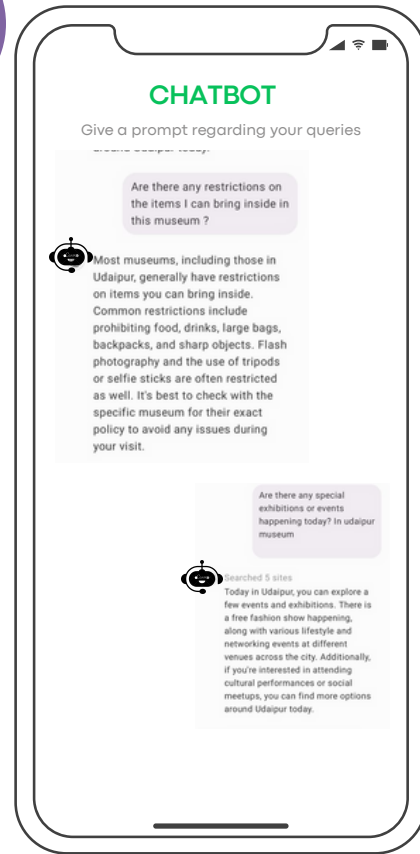 CHATBOT
Give a prompt regarding your queries
around Udaipur today.
Are there any restrictions on
the items I can bring inside in
this museum ?
Most museums, including those in
Udaipur, generally have restrictions
on items you can bring inside.
Common restrictions include
prohibiting food, drinks, large bags,
backpacks, and sharp objects. Flash
photography and the use of tripods
or selfie sticks are often restricted
as well. It's best to check with the
specific museum for their exact
policy to avoid any issues during
your visit.
Are there any special
exhibitions or events
happening today? In udaipur
museum
Searched 5 sites
Today in Udaipur, you can explore a
few events and exhibitions. There is
a free fashion show happening,
along with various lifestyle and
networking events at different
venues across the city. Additionally,
if you're interested in attending
cultural performances or social
meetups, you can find more options
around Udaipur today.